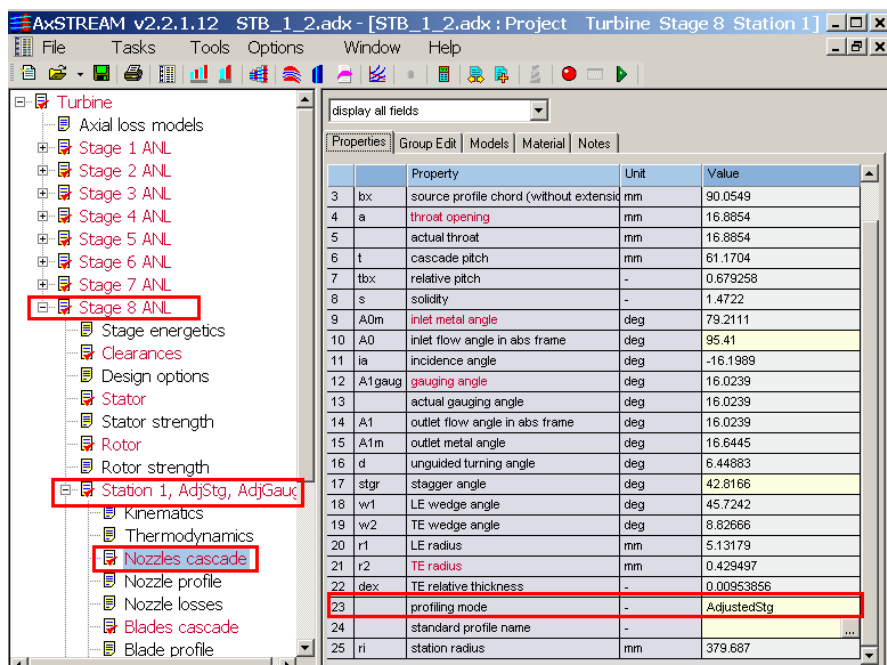 AxSTREAM v2.2.1.12 STB_1_2.adx - [STB_1_2.adx : Project Turbine Stage 8 Station 1]
File Tasks Tools Options Window Help
Turbine
Axial loss models
Stage 1 ANL
Stage 2 ANL
Stage 3 ANL
Stage 4 ANL
Stage 5 ANL
Stage 6 ANL
Stage 7 ANL
Stage 8 ANL
Stage energetics
Clearances
Design options
Stator
Stator strength
Rotor
Rotor strength
Station 1, AdjStg, AdjGaug
Kinematics
Thermodynamics
Nozzles cascade
Nozzle profile
Nozzle losses
Blades cascade
Blade profile
display all fields
Properties Group Edit Models Material Notes
Property Unit Value
3 bx source profile chord (without extensio mm 90.0549
4 a throat opening mm 16.8854
5 actual throat mm 16.8854
6 t cascade pitch mm 61.1704
7 tbx relative pitch - 0.679258
8 s solidity - 1.4722
9 A0m inlet metal angle deg 79.2111
10 A0 inlet flow angle in abs frame deg 95.41
11 ia incidence angle deg -16.1989
12 A1gaug gauging angle deg 16.0239
13 actual gauging angle deg 16.0239
14 A1 outlet flow angle in abs frame deg 16.0239
15 A1m outlet metal angle deg 16.6445
16 d unguided turning angle deg 6.44883
17 stgr stagger angle deg 42.8166
18 w1 LE wedge angle deg 45.7242
19 w2 TE wedge angle deg 8.82666
20 r1 LE radius mm 5.13179
21 r2 TE radius mm 0.429497
22 dex TE relative thickness - 0.00953856
23 profiling mode - AdjustedStg
24 standard profile name - ...
25 ri station radius mm 379.687